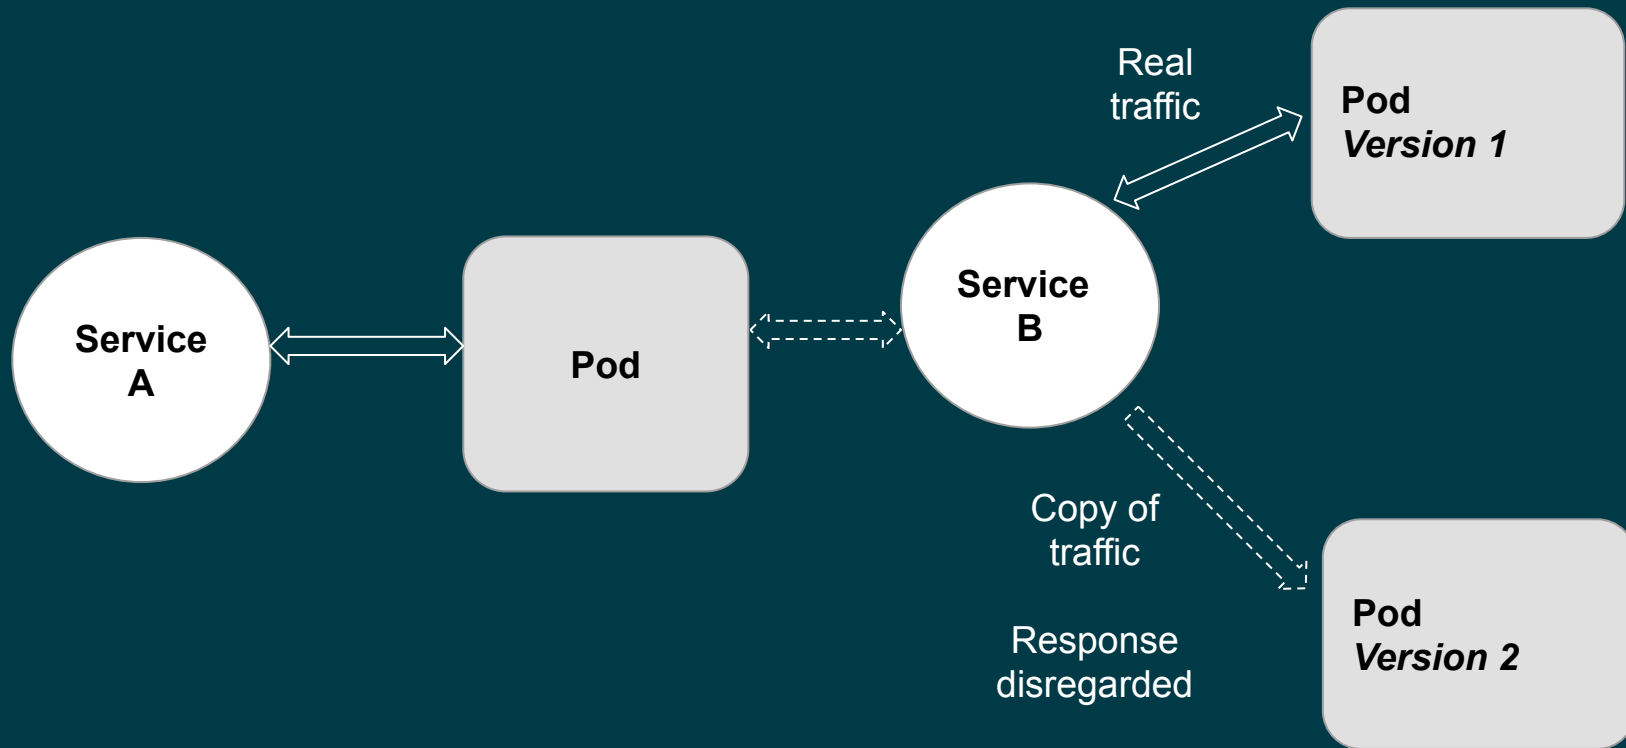 Service
A
Pod
Service
B
Real
traffic
Pod
Version 1
Copy of
traffic
Response
disregarded
Pod
Version 2